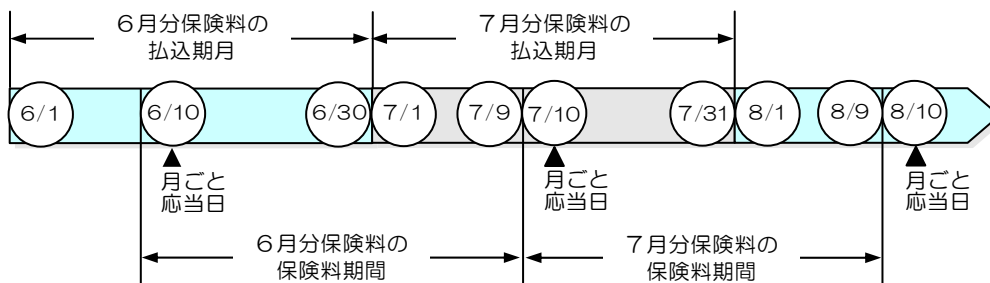 6月分保険料の
払込期月
7月分保険料の
払込期月
6/1
6/10
6/30
7/1
7/9
7/10
7/31
8/1
8/9
8/10
月ごと
応当日
月ごと
応当日
月ごと
応当日
6月分保険料の
保険料期間
7月分保険料の
保険料期間